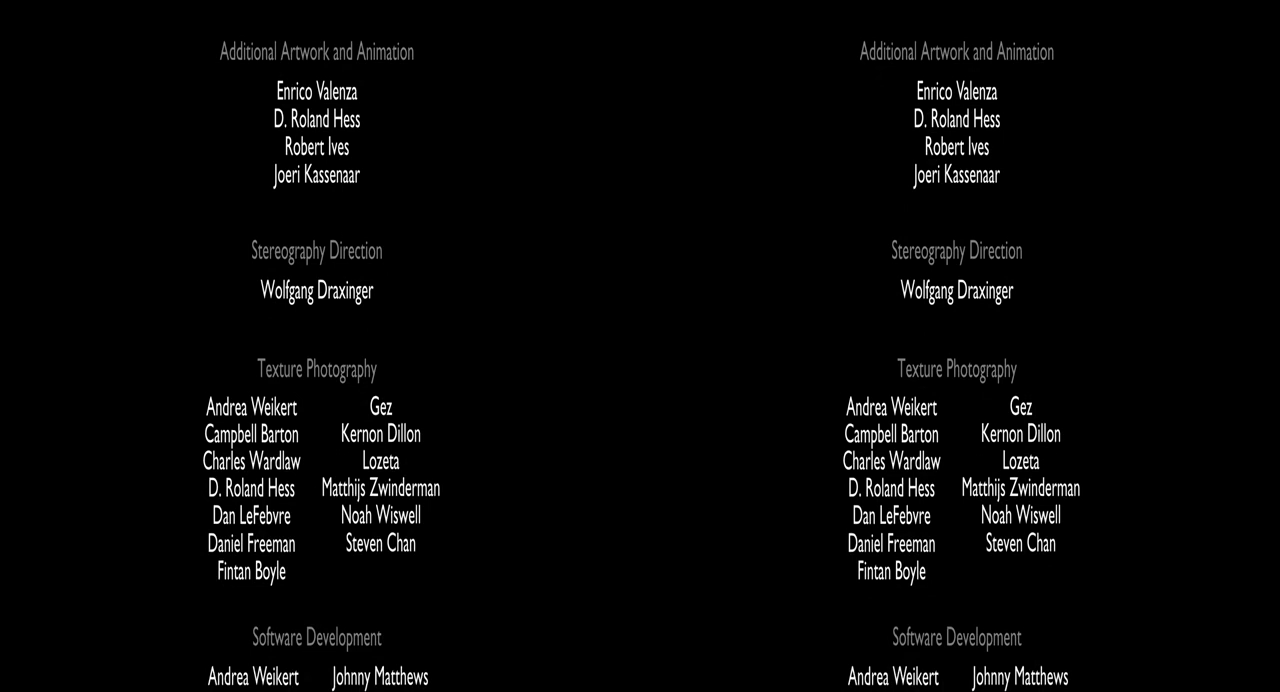 Additional Artwork and Animation
Enrico Valenza
D. Roland Hess
Robert Ives
Joeri Kassenaar
Stereography Direction
Wolfgang Draxinger
Texture Photography
Andrea Weikert Gez
Campbell Barton Kernon Dillon
Charles Wardlaw Lozeta
D. Roland Hess Matthijs Zwinderman
Dan LeFebvre Noah Wiswell
Daniel Freeman Steven Chan
Fintan Boyle
Software Development
Andrea Weikert Johnny Matthews
Additional Artwork and Animation
Enrico Valenza
D. Roland Hess
Robert Ives
Joeri Kassenaar
Stereography Direction
Wolfgang Draxinger
Texture Photography
Andrea Weikert Gez
Campbell Barton Kernon Dillon
Charles Wardlaw Lozeta
D. Roland Hess Matthijs Zwinderman
Dan LeFebvre Noah Wiswell
Daniel Freeman Steven Chan
Fintan Boyle
Software Development
Andrea Weikert Johnny Matthews